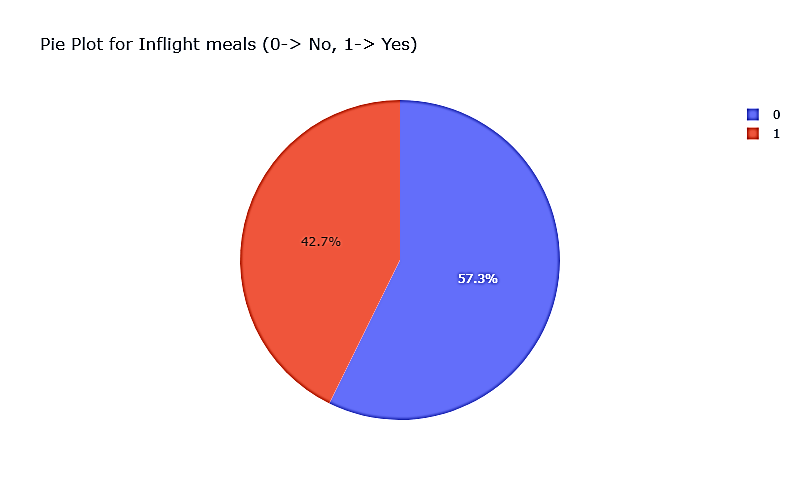 Pie Plot for Inflight meals (0-> No, 1-> Yes)
0
1
42.7%
57.3%